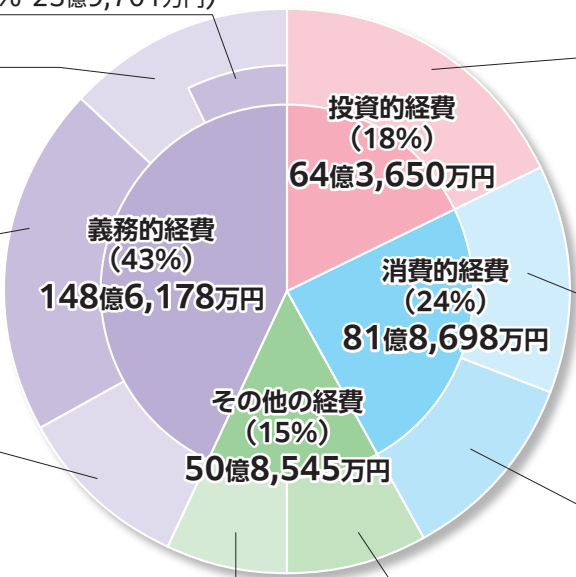 投資的経費
(18%)
64億3,650万円
消費的経費
(24%)
81億8,698万円
その他の経費
(15%)
50億8,545万円
義務的経費
(43%)
148億6,178万円